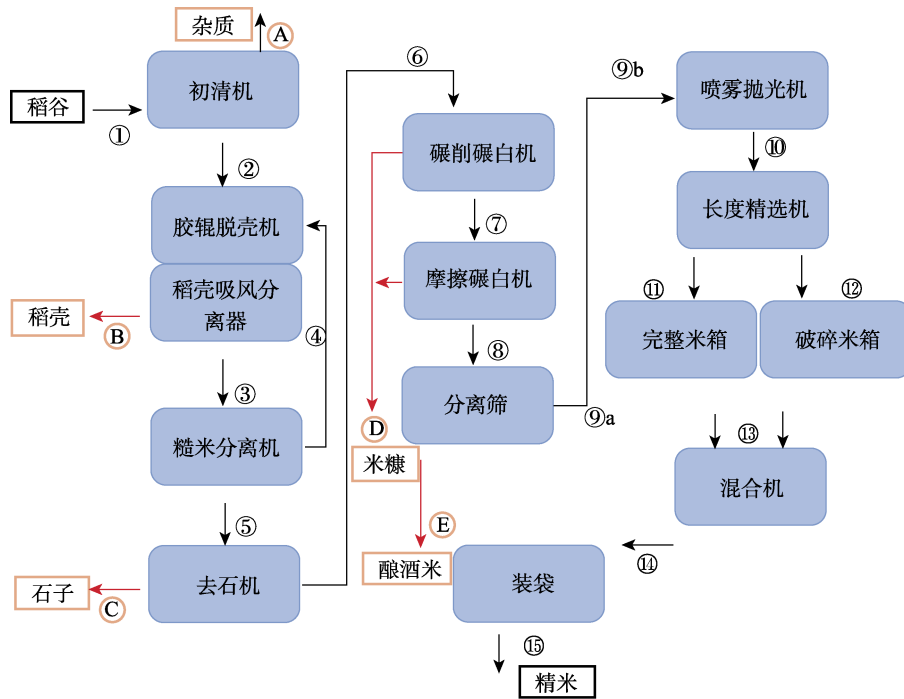 杂质
A
初清机
稻谷
①
②
胶辊脱壳机
稻壳吸风分
离器
稻壳
B
③
④
糙米分离机
⑤
去石机
石子
C
⑥
碾削碾白机
⑦
摩擦碾白机
⑧
分离筛
⑨a
D
米糠
E
酿酒米
⑨b
喷雾抛光机
⑩
长度精选机
⑪
⑫
完整米箱
破碎米箱
⑬
混合机
⑭
装袋
⑮
精米